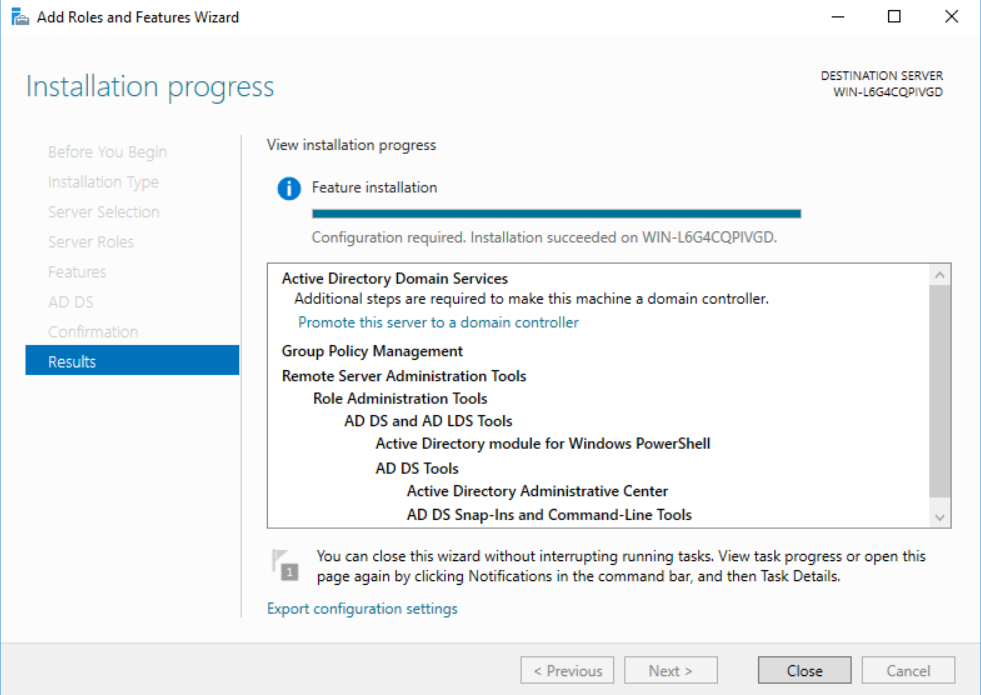 Add Roles and Features Wizard
Installation progress
DESTINATION SERVER
WIN-L6G4CQPIVGD
Before You Begin
Installation Type
Server Selection
Server Roles
Features
AD DS
Confirmation
Results
View installation progress
Feature installation
Configuration required. Installation succeeded on WIN-L6G4CQPIVGD.
Active Directory Domain Services
Additional steps are required to make this machine a domain controller.
Promote this server to a domain controller
Group Policy Management
Remote Server Administration Tools
Role Administration Tools
AD DS and AD LDS Tools
Active Directory module for Windows PowerShell
AD DS Tools
Active Directory Administrative Center
AD DS Snap-Ins and Command-Line Tools
1
You can close this wizard without interrupting running tasks. View task progress or open this
page again by clicking Notifications in the command bar, and then Task Details.
Export configuration settings
< Previous
Next >
Close
Cancel